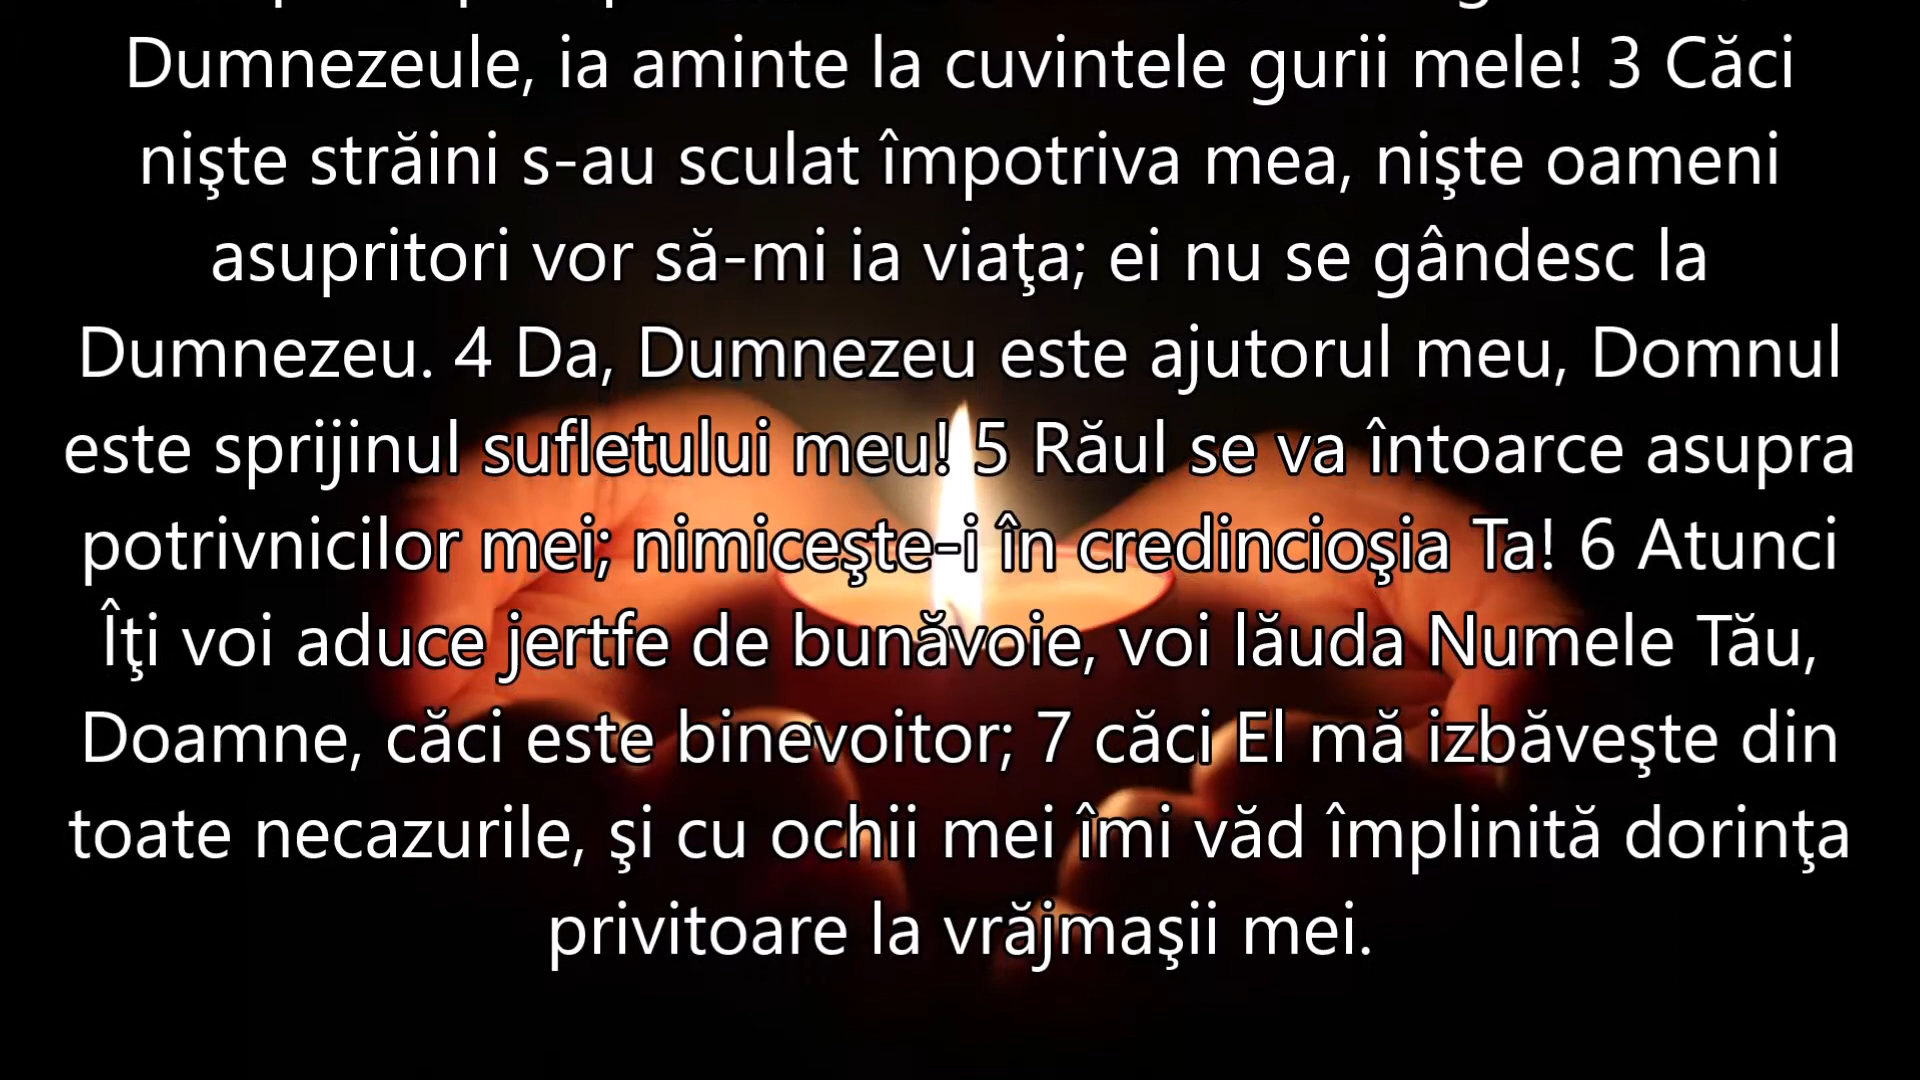 Dumnezeule, ia aminte la cuvintele gurii mele! 3 Căci
nişte străini s-au sculat împotriva mea, nişte oameni
asupritori vor să-mi ia viaţa; ei nu se gândesc la
Dumnezeu. 4 Da, Dumnezeu este ajutorul meu, Domnul
este sprijinul sufletului meu! 5 Răul se va întoarce asupra
potrivnicilor mei; nimiceşte-i în credincioşia Ta! 6 Atunci
Îţi voi aduce jertfe de bunăvoie, voi lăuda Numele Tău,
Doamne, căci este binevoitor; 7 căci El mă izbăveşte din
toate necazurile, şi cu ochii mei îmi văd împlinită dorinţa
privitoare la vrăjmaşii mei.